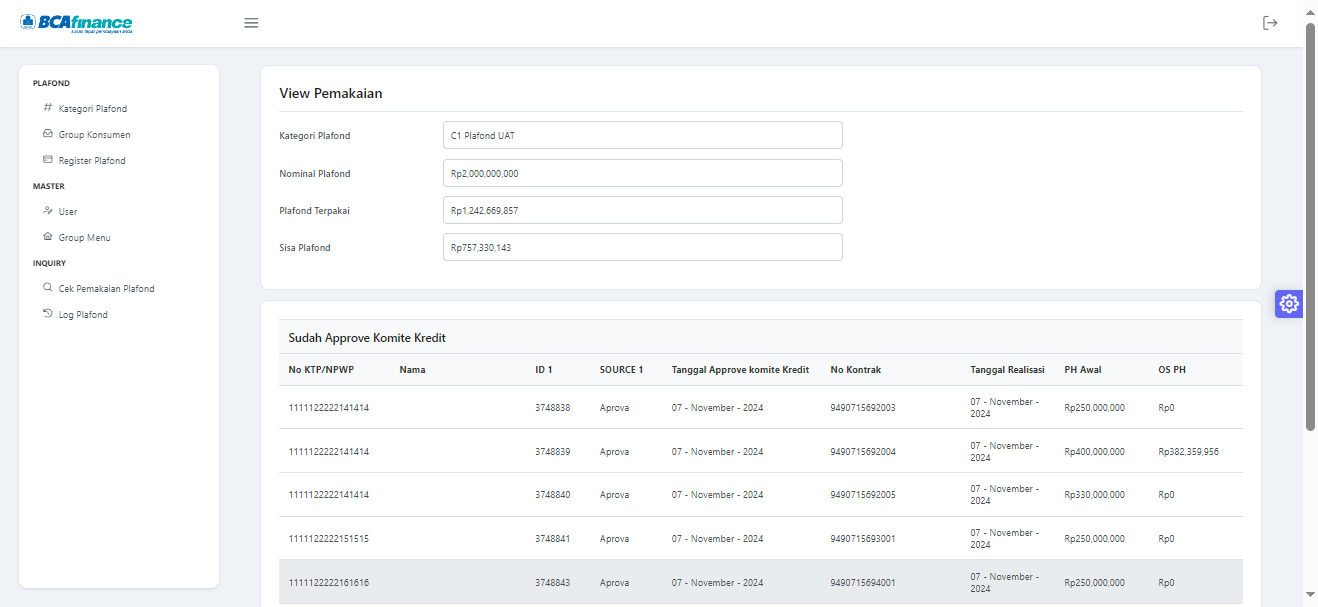 BCAfinance
solusi tepat pembiayaan anda
PLAFOND
Kategori Plafond
Group Konsumen
Register Plafond
MASTER
User
Group Menu
INQUIRY
Cek Pemakaian Plafond
Log Plafond
View Pemakaian
Kategori Plafond C1 Plafond UAT
Nominal Plafond Rp2,000,000,000
Plafond Terpakai Rp1,242,669,857
Sisa Plafond Rp757,330,143
Sudah Approve Komite Kredit
No KTP/NPWP Nama ID 1 SOURCE 1 Tanggal Approve komite Kredit No Kontrak Tanggal Realisasi PH Awal OS PH
1111122222141414 3748838 Aprova 07 - November - 2024 9490715692003 07 - November - 2024 Rp250,000,000 Rp0
1111122222141414 3748839 Aprova 07 - November - 2024 9490715692004 07 - November - 2024 Rp400,000,000 Rp382,359,956
1111122222141414 3748840 Aprova 07 - November - 2024 9490715692005 07 - November - 2024 Rp330,000,000 Rp0
1111122222151515 3748841 Aprova 07 - November - 2024 9490715693001 07 - November - 2024 Rp250,000,000 Rp0
1111122222161616 3748843 Aprova 07 - November - 2024 9490715694001 07 - November - 2024 Rp250,000,000 Rp0